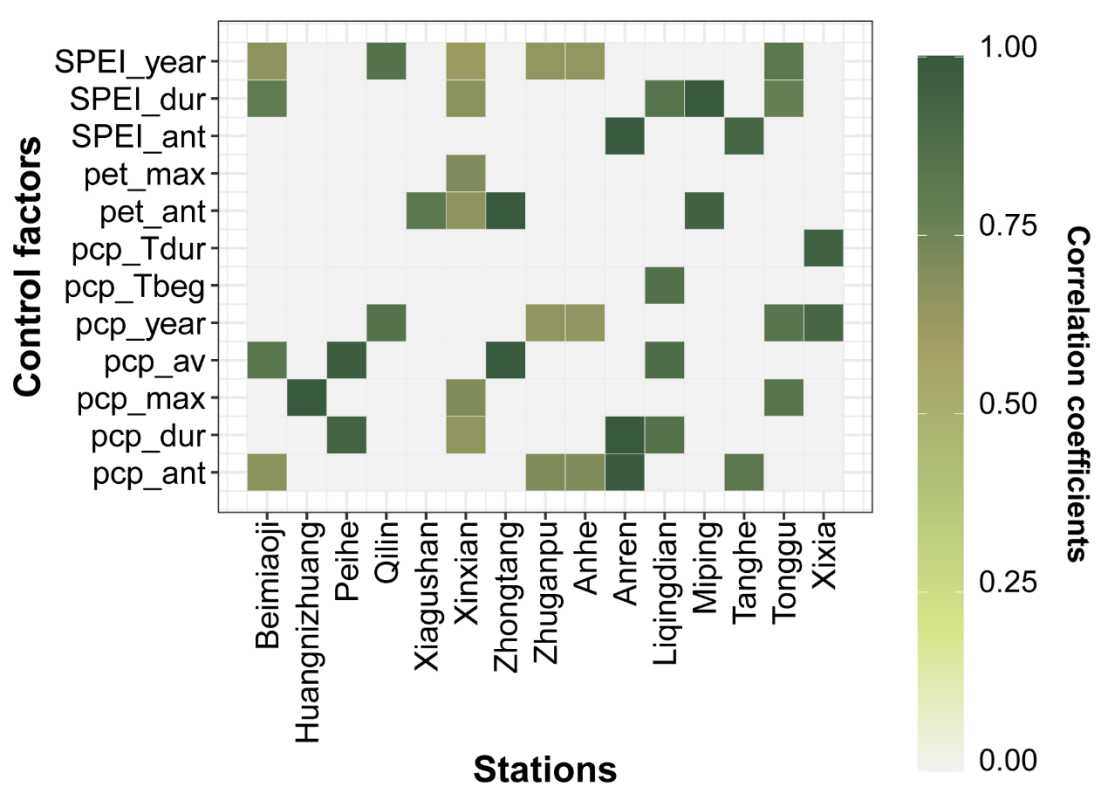 Control factors
SPEI_year
SPEI_dur
SPEI_ant
pet_max
pet_ant
pcp_Tdur
pcp_Tbeg
pcp_year
pcp_av
pcp_max
pcp_dur
pcp_ant
Beimiaoji
Huangnizhuang
Peihe
Qilin
Xiagushan
Xinxian
Zhongtang
Zhuganpu
Anhe
Anren
Liqingdian
Miping
Tanghe
Tonggu
Xixia
Stations
1.00
0.75
0.50
0.25
0.00
Correlation coefficients